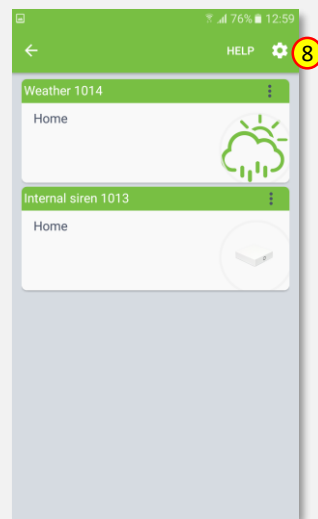 76% 12:59
HELP
8
Weather 1014
Home
Internal siren 1013
Home